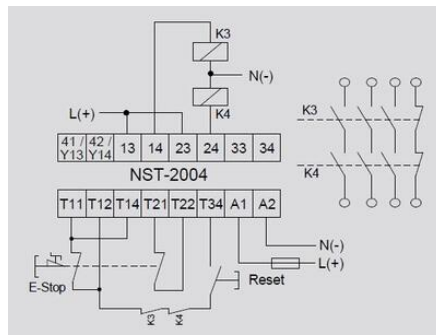 K3
N(-)
L(+)
K4
41 / Y13
42 / Y14
13
14
23
24
33
34
NST-2004
T11
T12
T14
T21
T22
T34
A1
A2
N(-)
L(+)
E-Stop
Reset
K3
K4
K3
K4